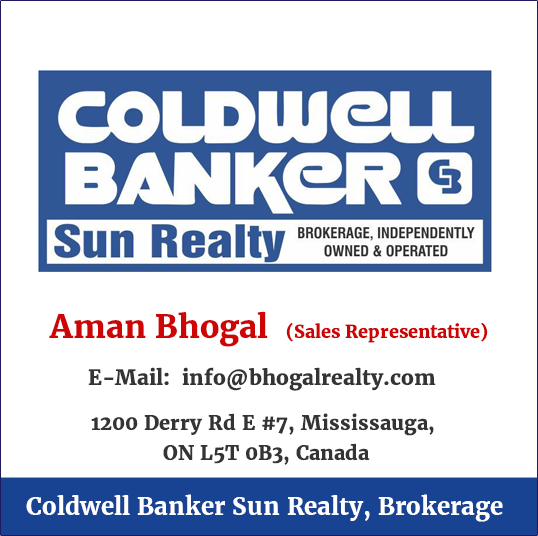 COLDWELL
BANKER CB
Sun Realty BROKERAGE, INDEPENDENTLY
OWNED & OPERATED
Aman Bhogal (Sales Representative)
E-Mail: info@bhogalrealty.com
1200 Derry Rd E #7, Mississauga,
ON L5T 0B3, Canada
Coldwell Banker Sun Realty, Brokerage